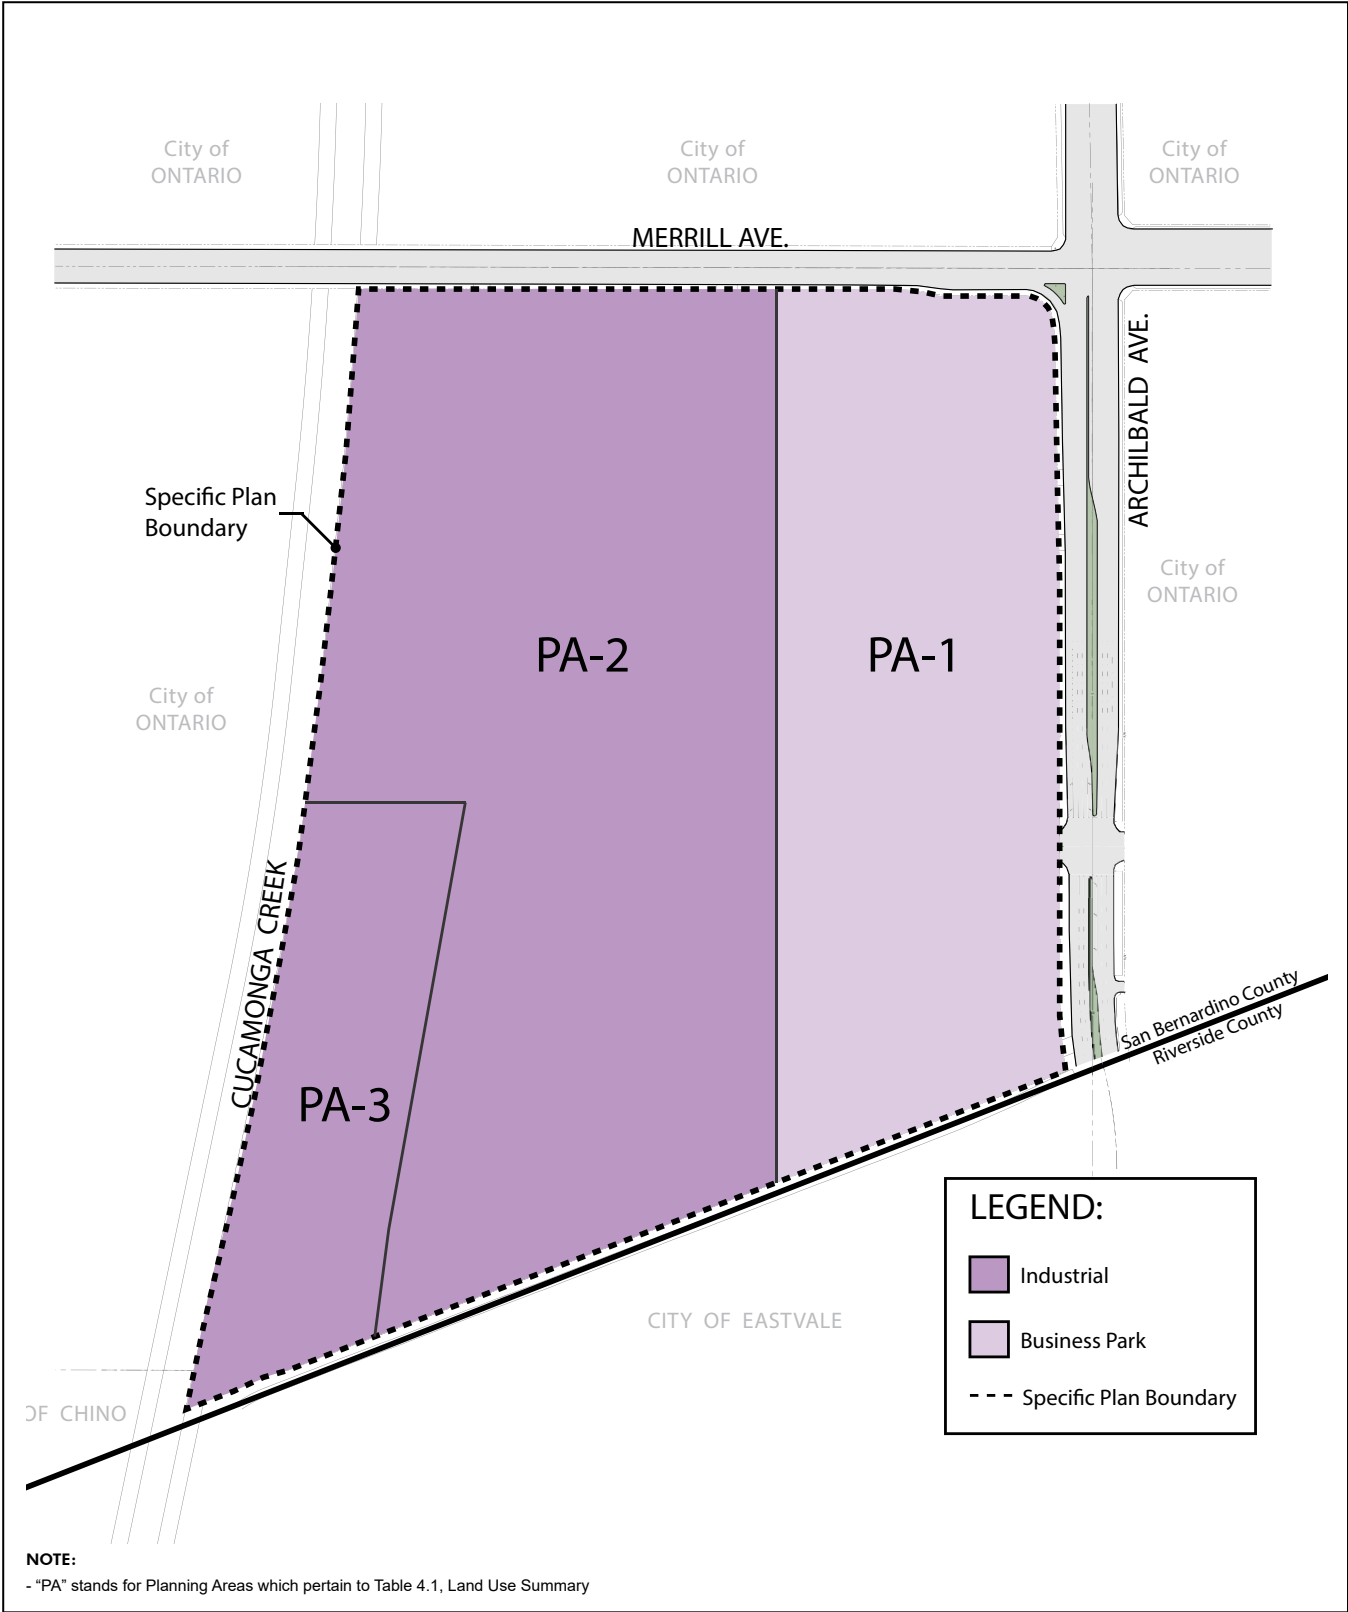 City of
ONTARIO
City of
ONTARIO
City of
ONTARIO
MERRILL AVE.
ARCHILBALD AVE.
Specific Plan
Boundary
City of
ONTARIO
PA-2
PA-1
City of
ONTARIO
CUCAMONGA CREEK
San Bernardino County
Riverside County
PA-3
LEGEND:
Industrial
Business Park
Specific Plan Boundary
CITY OF EASTVALE
OF CHINO
NOTE:
- “PA” stands for Planning Areas which pertain to Table 4.1, Land Use Summary